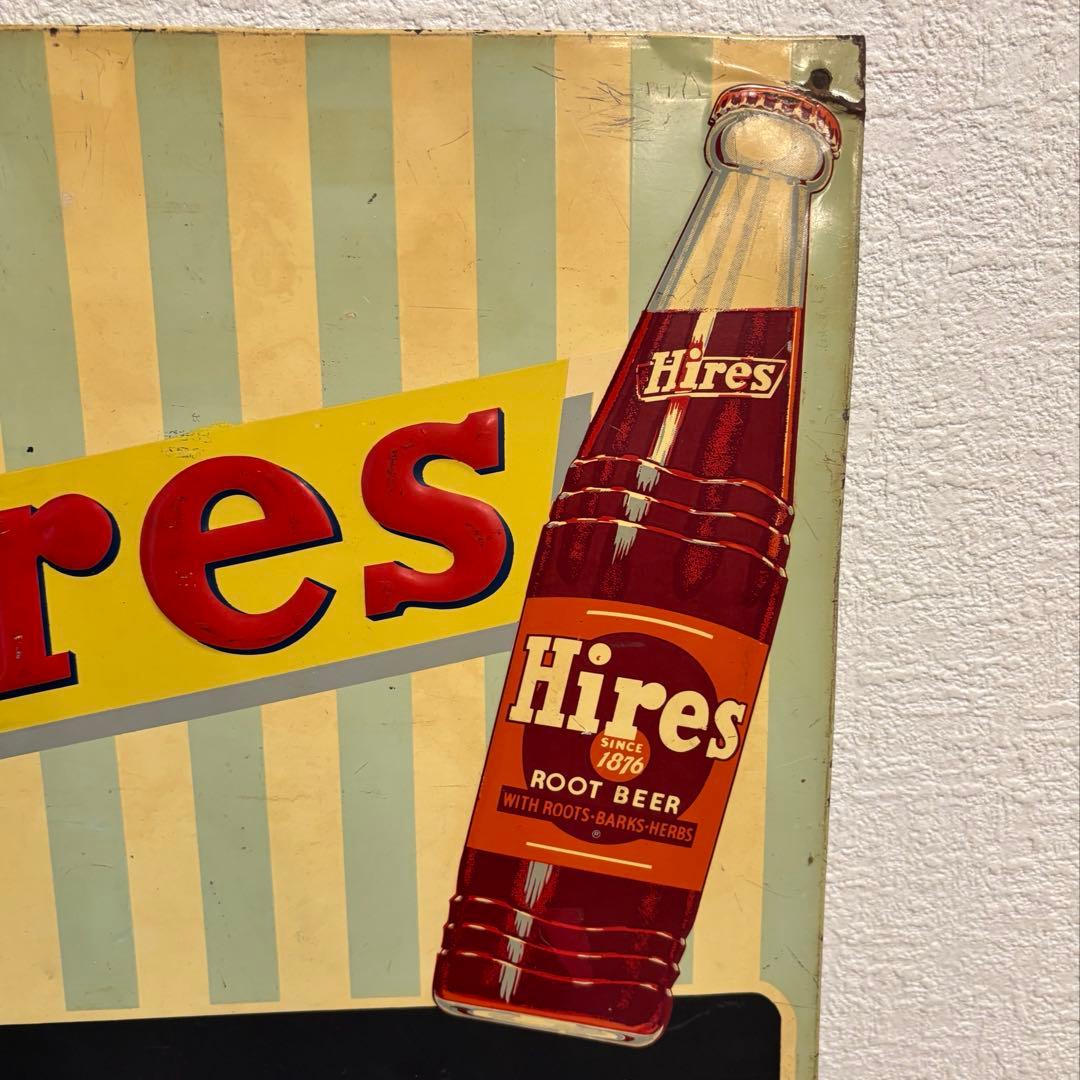 Hires
res
Hires
SINCE
1876
ROOT BEER
WITH ROOTS·BARKS·HERBS
®